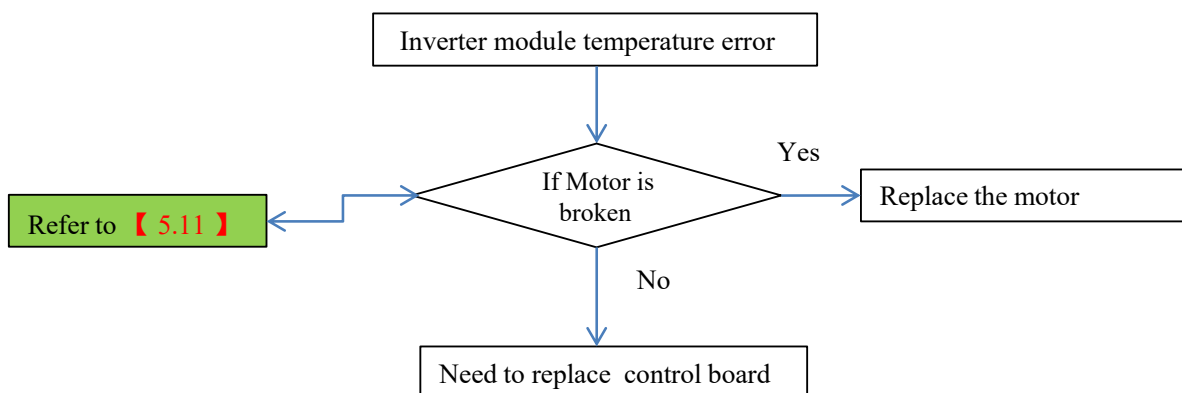 Inverter module temperature error
Yes
If Motor is
broken
Replace the motor
Refer to 【 5.11 】
No
Need to replace control board